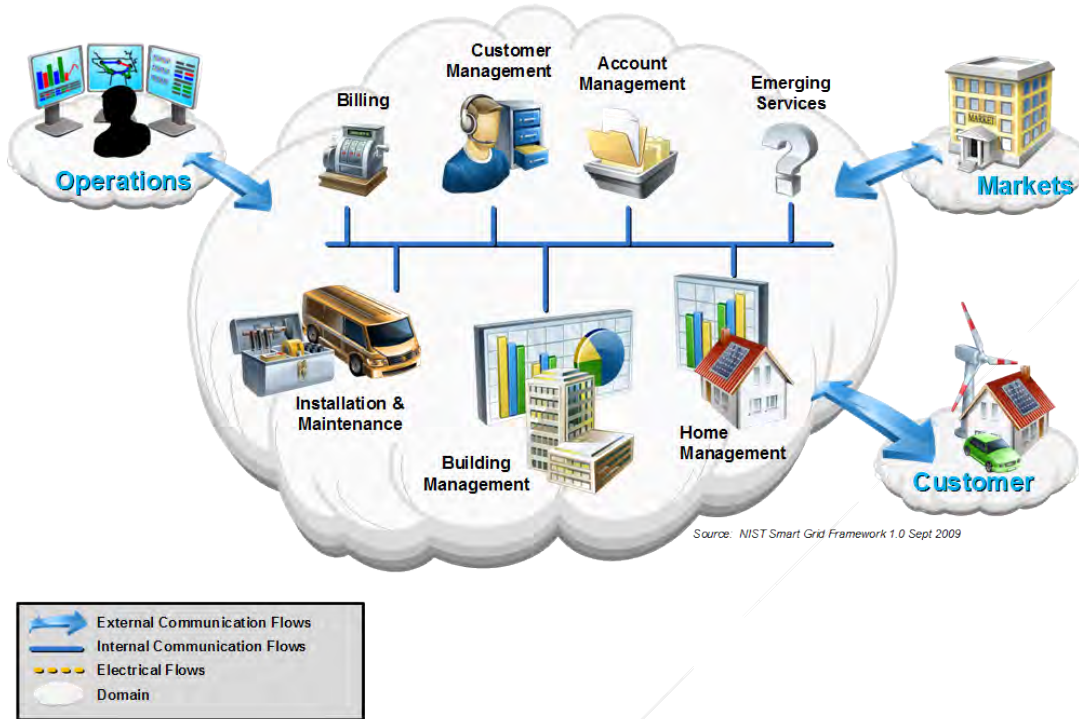 Customer
Management
Account
Management
Emerging
Services
Billing
MARKET
Operations
Markets
Installation &
Maintenance
Building
Management
Home
Management
Customer
Source: NIST Smart Grid Framework 1.0 Sept 2009
External Communication Flows
Internal Communication Flows
Electrical Flows
Domain